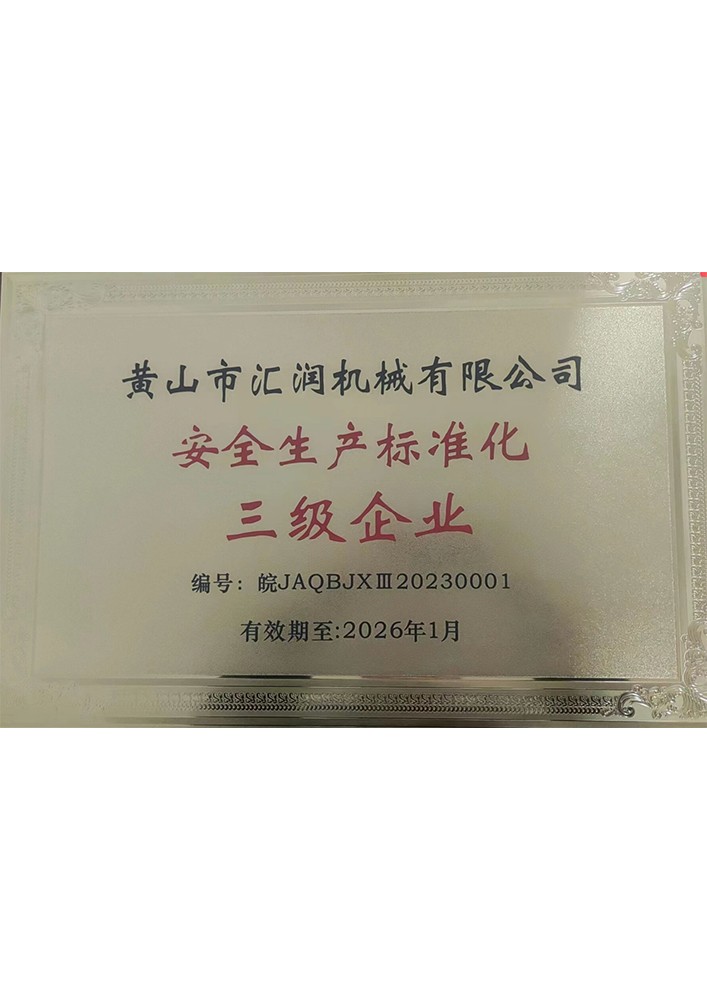 黄山市汇润机械有限公司
安全生产标准化
三级企业
编号：皖JAQBJXⅢ20230001
有效期至:2026年1月